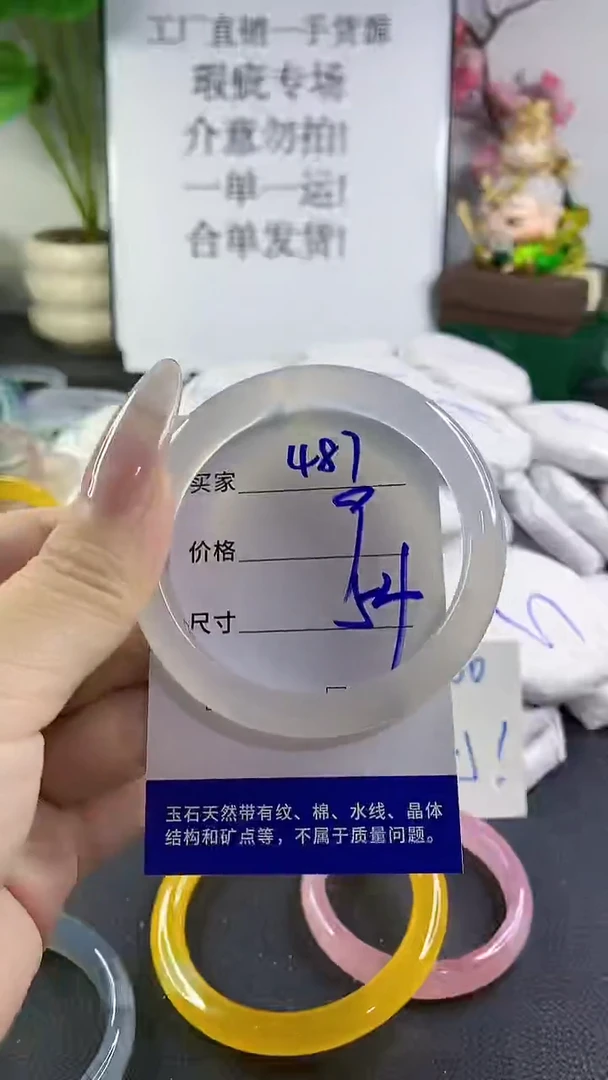 工厂直销一手货源
瑕疵专场
介意勿拍!
一单一运!
合单发货!
买家 487
价格 9
尺寸 54
玉石天然带有纹、棉、水线、晶体
结构和矿点等，不属于质量问题。